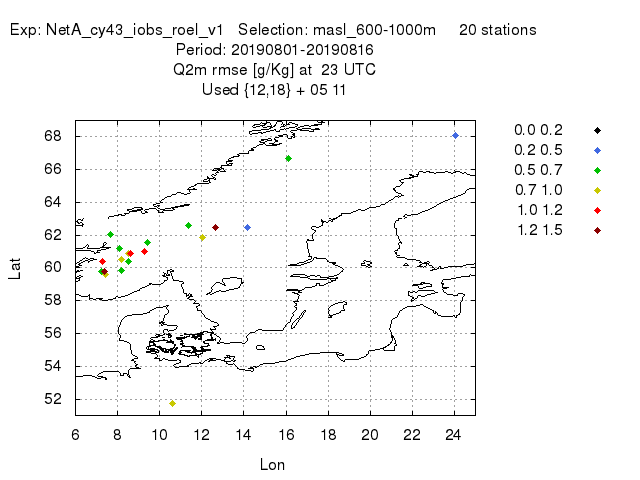 Exp: NetA_cy43_iobs_roel_v1 Selection: masl_600-1000m 20 stations
Period: 20190801-20190816
Q2m rmse [g/Kg] at 23 UTC
Used {12,18} + 05 11
0.0 0.2
0.2 0.5
0.5 0.7
0.7 1.0
1.0 1.2
1.2 1.5
Lat
68
66
64
62
60
58
56
54
52
6 8 10 12 14 16 18 20 22 24
Lon